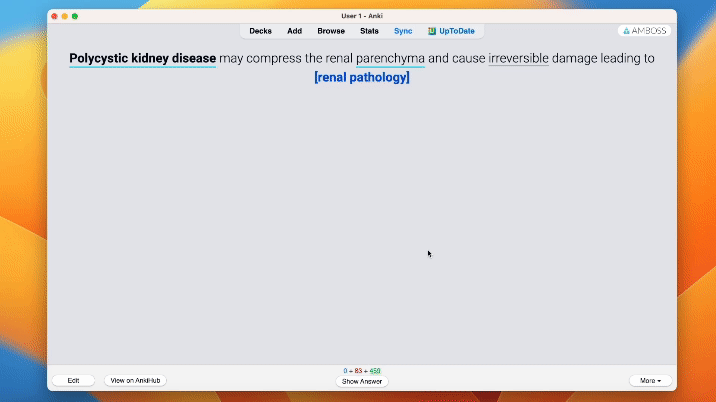 User 1 - Anki
Decks Add Browse Stats Sync UpToDate
AMBOSS
Polycystic kidney disease may compress the renal parenchyma and cause irreversible damage leading to
[renal pathology]
0 + 83 + 459
Edit View on AnkiHub Show Answer More